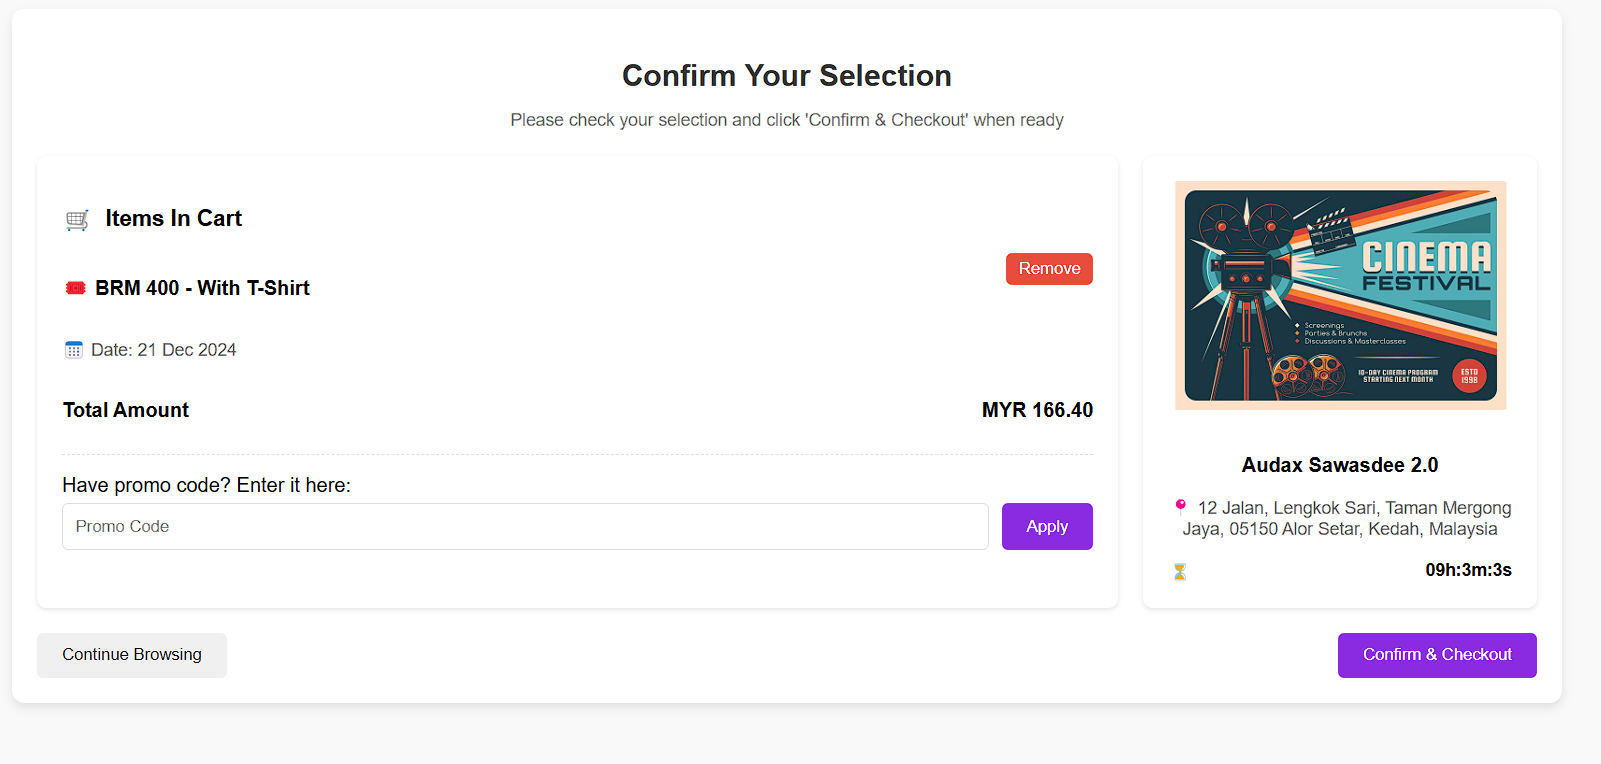 Confirm Your Selection
Please check your selection and click 'Confirm & Checkout' when ready
Items In Cart
Remove
BRM 400 - With T-Shirt
Date: 21 Dec 2024
Total Amount
MYR 166.40
Have promo code? Enter it here:
Promo Code
Apply
CINEMA
FESTIVAL
Screenings
Parties & Brunchs
Discussions & Masterclasses
10-DAY CINEMA PROGRAM
STARTING NEXT MONTH
ESTD
1998
Audax Sawasdee 2.0
12 Jalan, Lengkok Sari, Taman Mergong
Jaya, 05150 Alor Setar, Kedah, Malaysia
09h:3m:3s
Continue Browsing
Confirm & Checkout